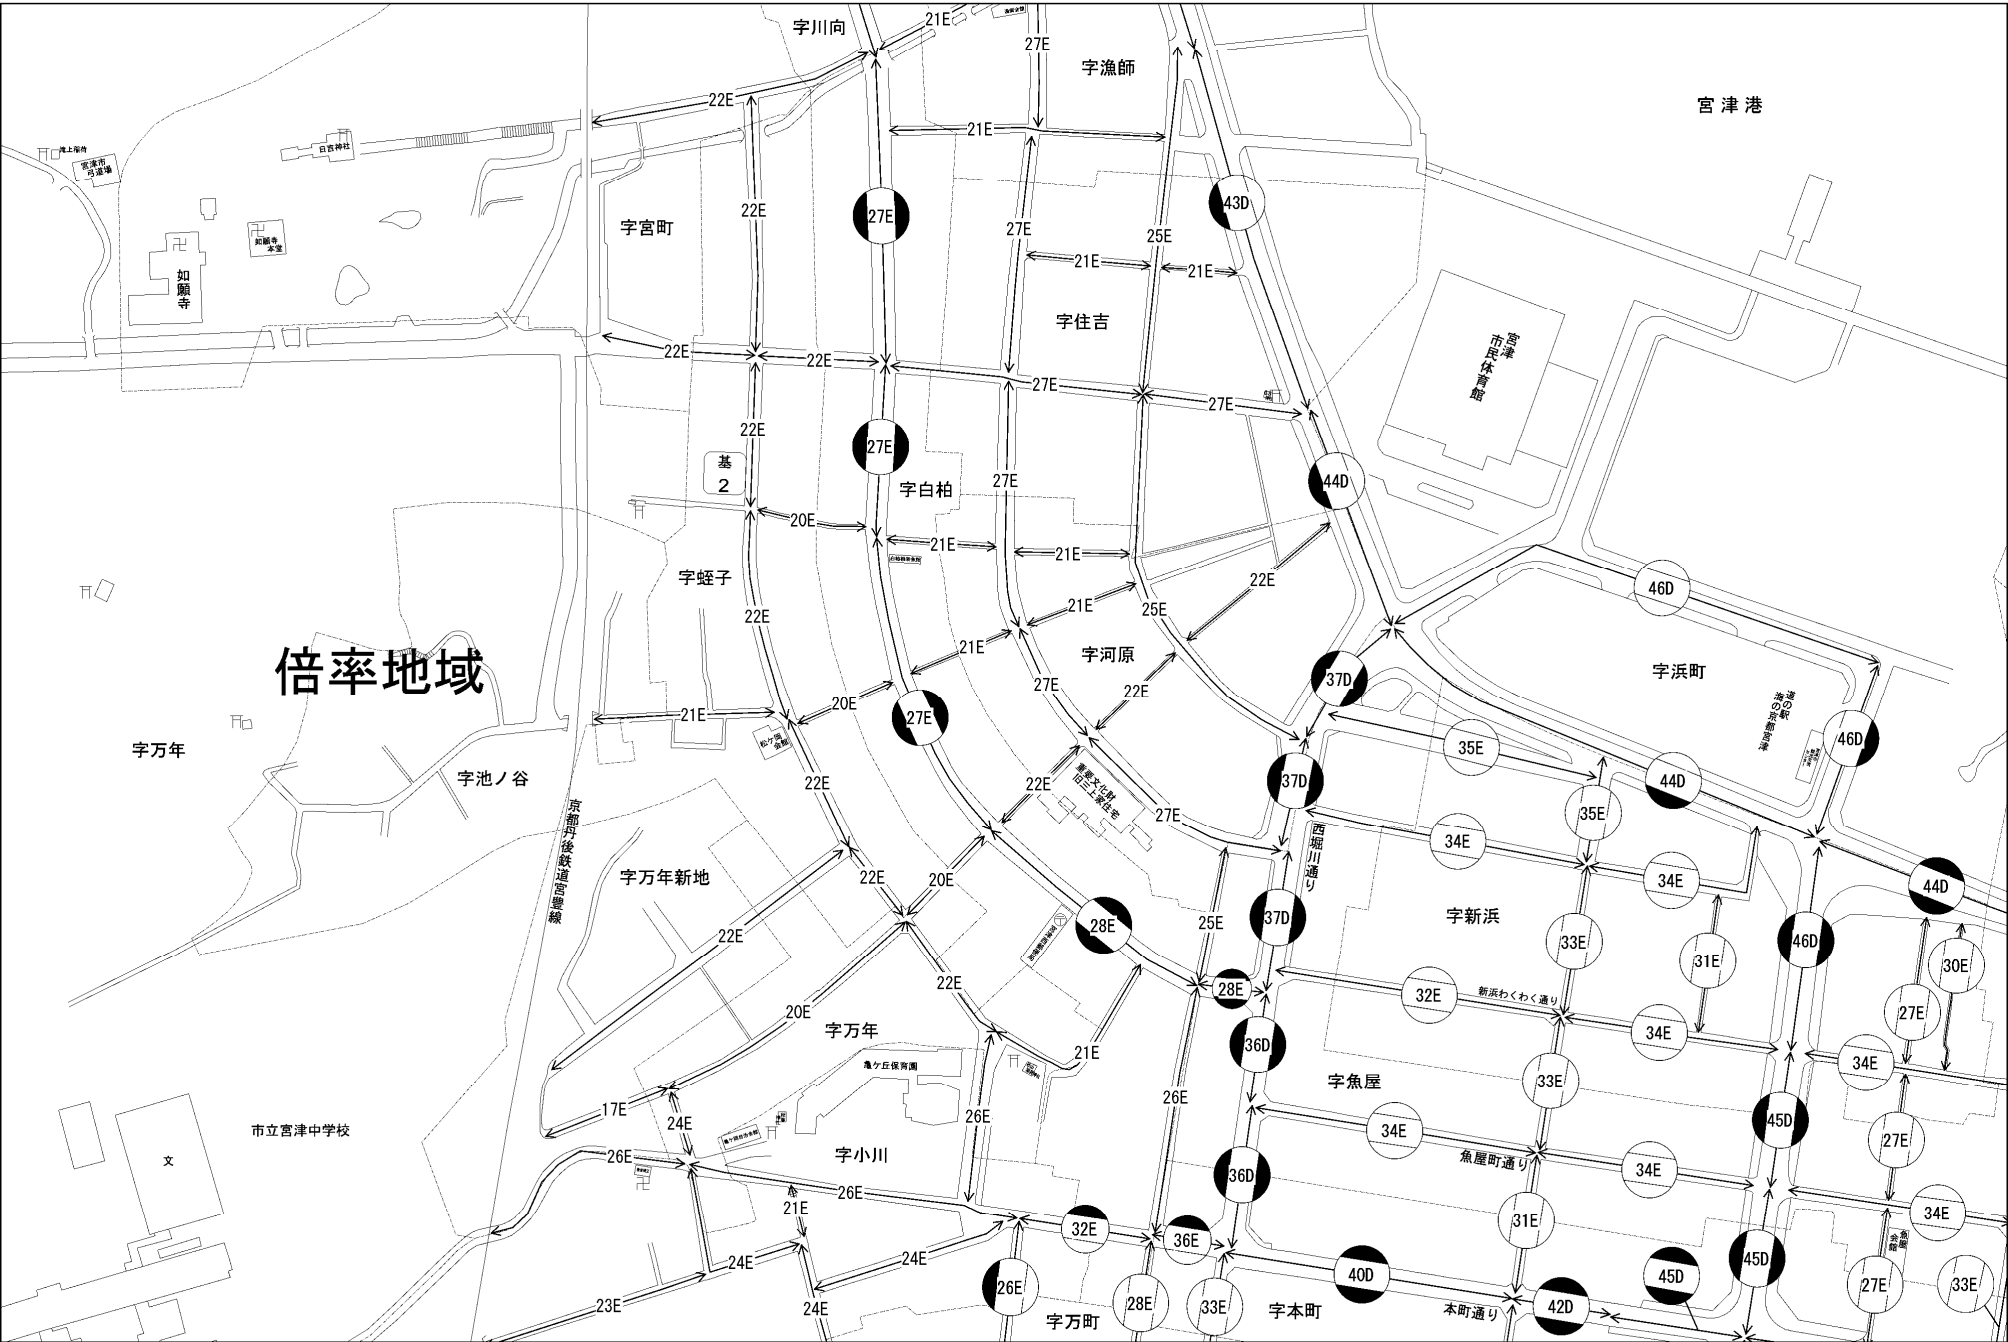 字川向
21E
27E
字漁師
宮津港
22E
21E
滝上稲荷
宮津市
弓道場
日吉神社
22E
27E
27E
25E
43D
字宮町
如願寺
本堂
如願寺
21E
21E
字住吉
宮津
市民体育館
22E
22E
27E
27E
22E
27E
基
2
字白柏
27E
44D
20E
21E
21E
22E
字蛭子
22E
21E
25E
46D
倍率地域
21E
字河原
37D
字浜町
道の駅
海の京都宮津
27E
22E
21E
20E
27E
46D
字万年
松ケ岡
会館
35E
字池ノ谷
22E
22E
重要文化財
旧三上家住宅
37D
44D
京都丹後鉄道宮豊線
27E
35E
西堀川通り
34E
字万年新地
22E
20E
34E
44D
22E
25E
28E
37D
字新浜
33E
31E
46D
30E
22E
28E
32E
新浜わくわく通り
27E
20E
字万年
34E
36D
21E
34E
亀ケ丘保育園
字魚屋
33E
26E
17E
24E
26E
市立宮津中学校
文
34E
45D
27E
字小川
26E
魚屋町通り
34E
36D
26E
21E
32E
36E
31E
34E
魚屋
会館
24E
24E
40D
45D
45D
26E
28E
33E
27E
33E
23E
24E
字万町
字本町
本町通り
42D